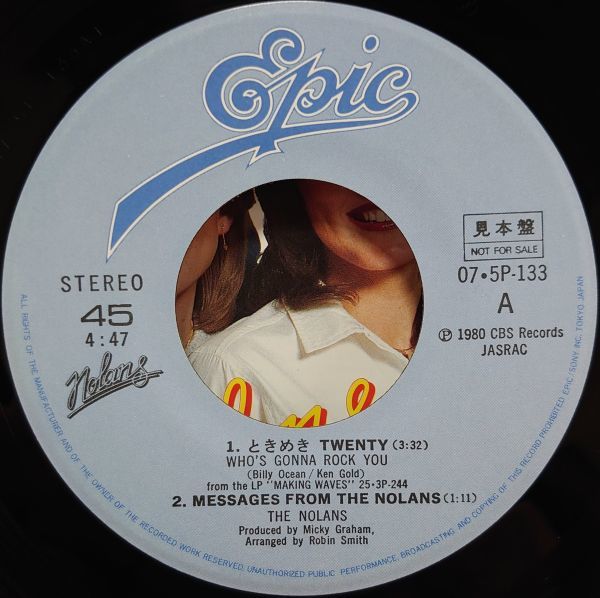 Epic
見本盤
NOT FOR SALE
STEREO
07•5P-133
45
A
4:47
Ⓟ 1980 CBS Records
JASRAC
Nolans
1. ときめき TWENTY (3:32)
WHO'S GONNA ROCK YOU
(Billy Ocean/Ken Gold)
from the LP "MAKING WAVES" 25•3P-244
2. MESSAGES FROM THE NOLANS (1:11)
THE NOLANS
Produced by Micky Graham,
Arranged by Robin Smith
ALL RIGHTS OF THE MANUFACTURER AND OF THE OWNER OF THE RECORDED WORK RESERVED. UNAUTHORIZED PUBLIC PERFORMANCE, BROADCASTING AND COPYING OF THIS RECORD PROHIBITED EPIC/SONY INC. TOKYO JAPAN